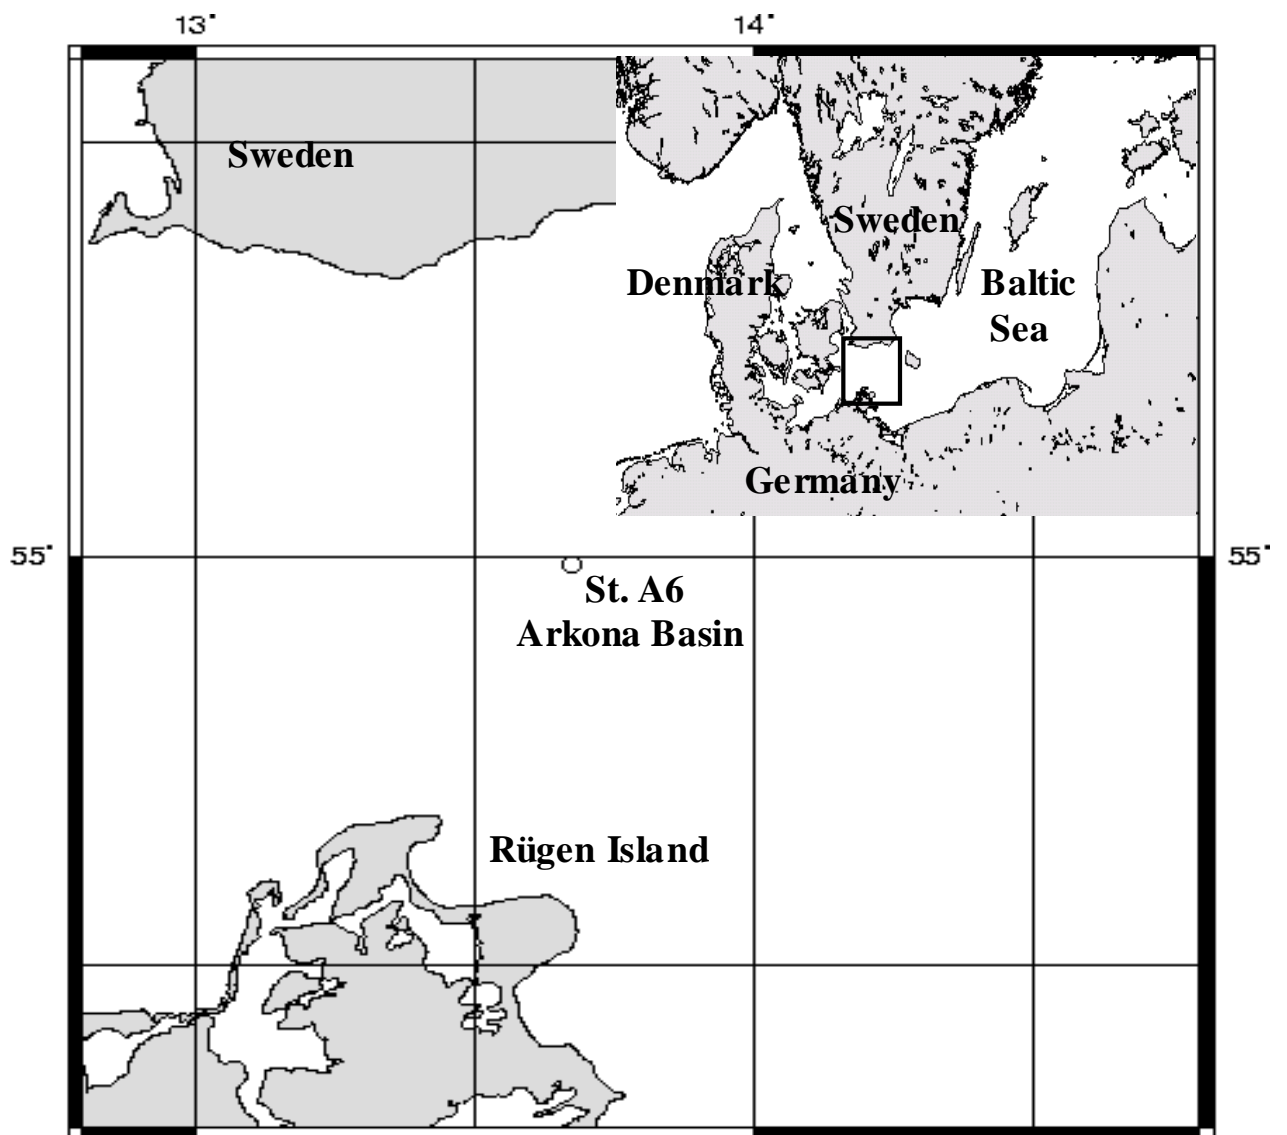 13°
14°
Sweden
Sweden
Denmark
Baltic
Sea
Germany
55°
55°
St. A6
Arkona Basin
Rügen Island